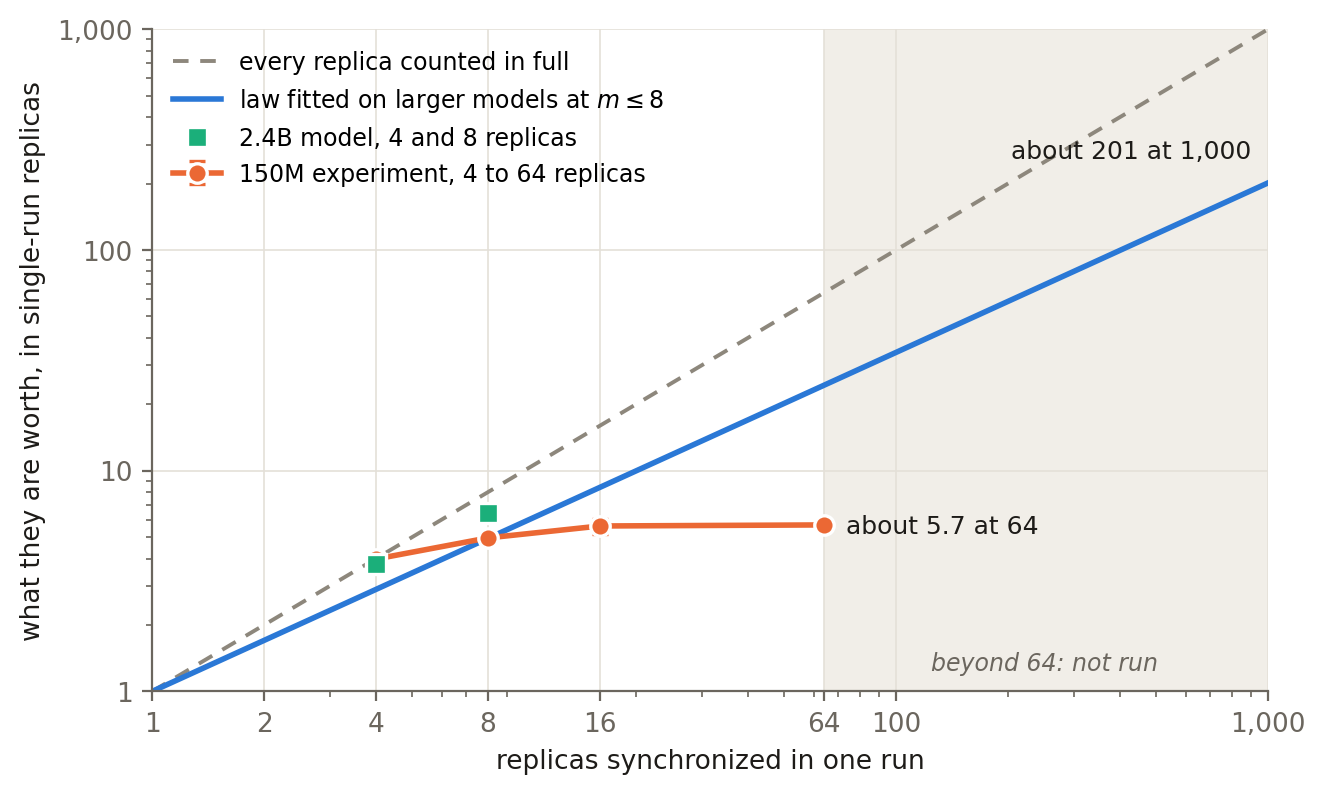 1,000
100
10
1
what they are worth, in single-run replicas
every replica counted in full
law fitted on larger models at m ≤ 8
2.4B model, 4 and 8 replicas
150M experiment, 4 to 64 replicas
about 201 at 1,000
about 5.7 at 64
beyond 64: not run
1 2 4 8 16 64 100 1,000
replicas synchronized in one run